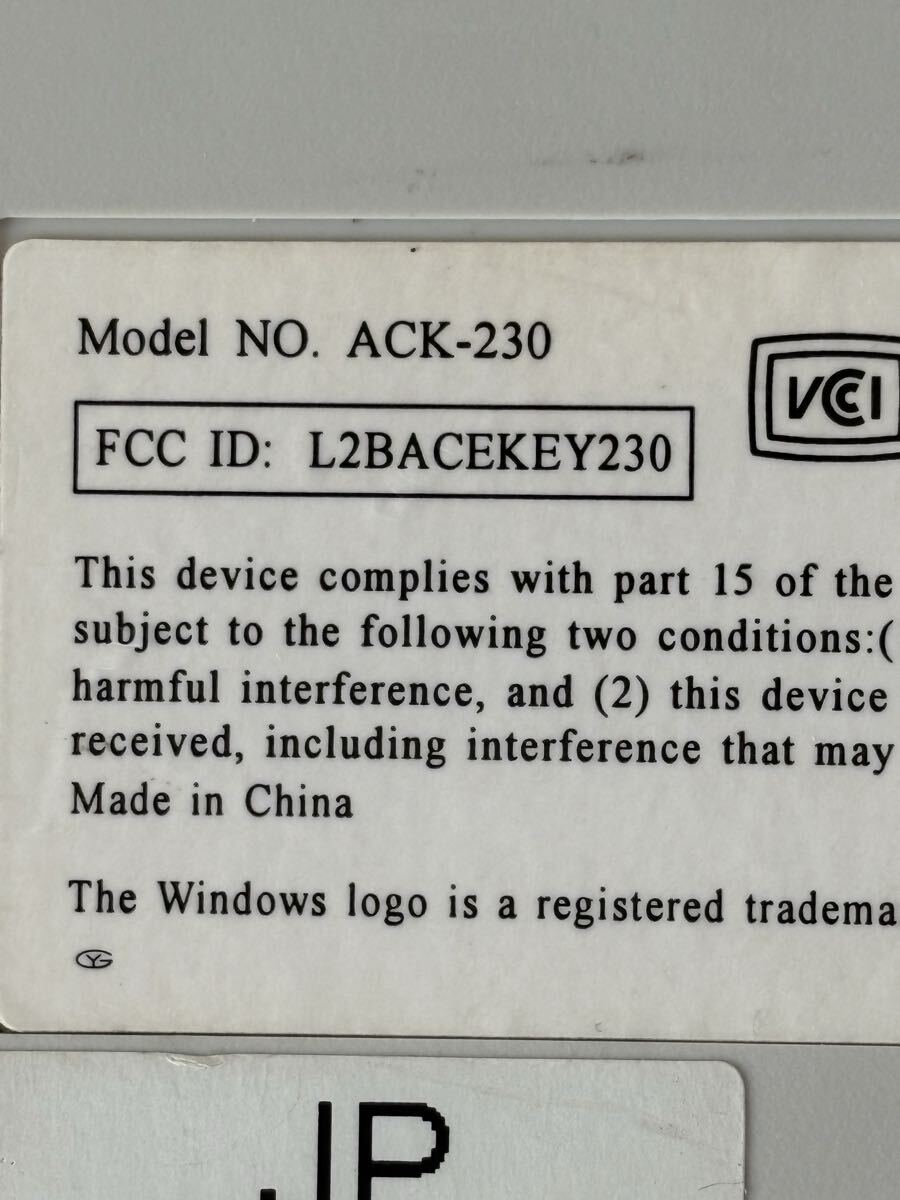 Model NO. ACK-230
VCCI
FCC ID: L2BACEKEY230
This device complies with part 15 of the
subject to the following two conditions:(
harmful interference, and (2) this device
received, including interference that may
Made in China
The Windows logo is a registered tradema
JP